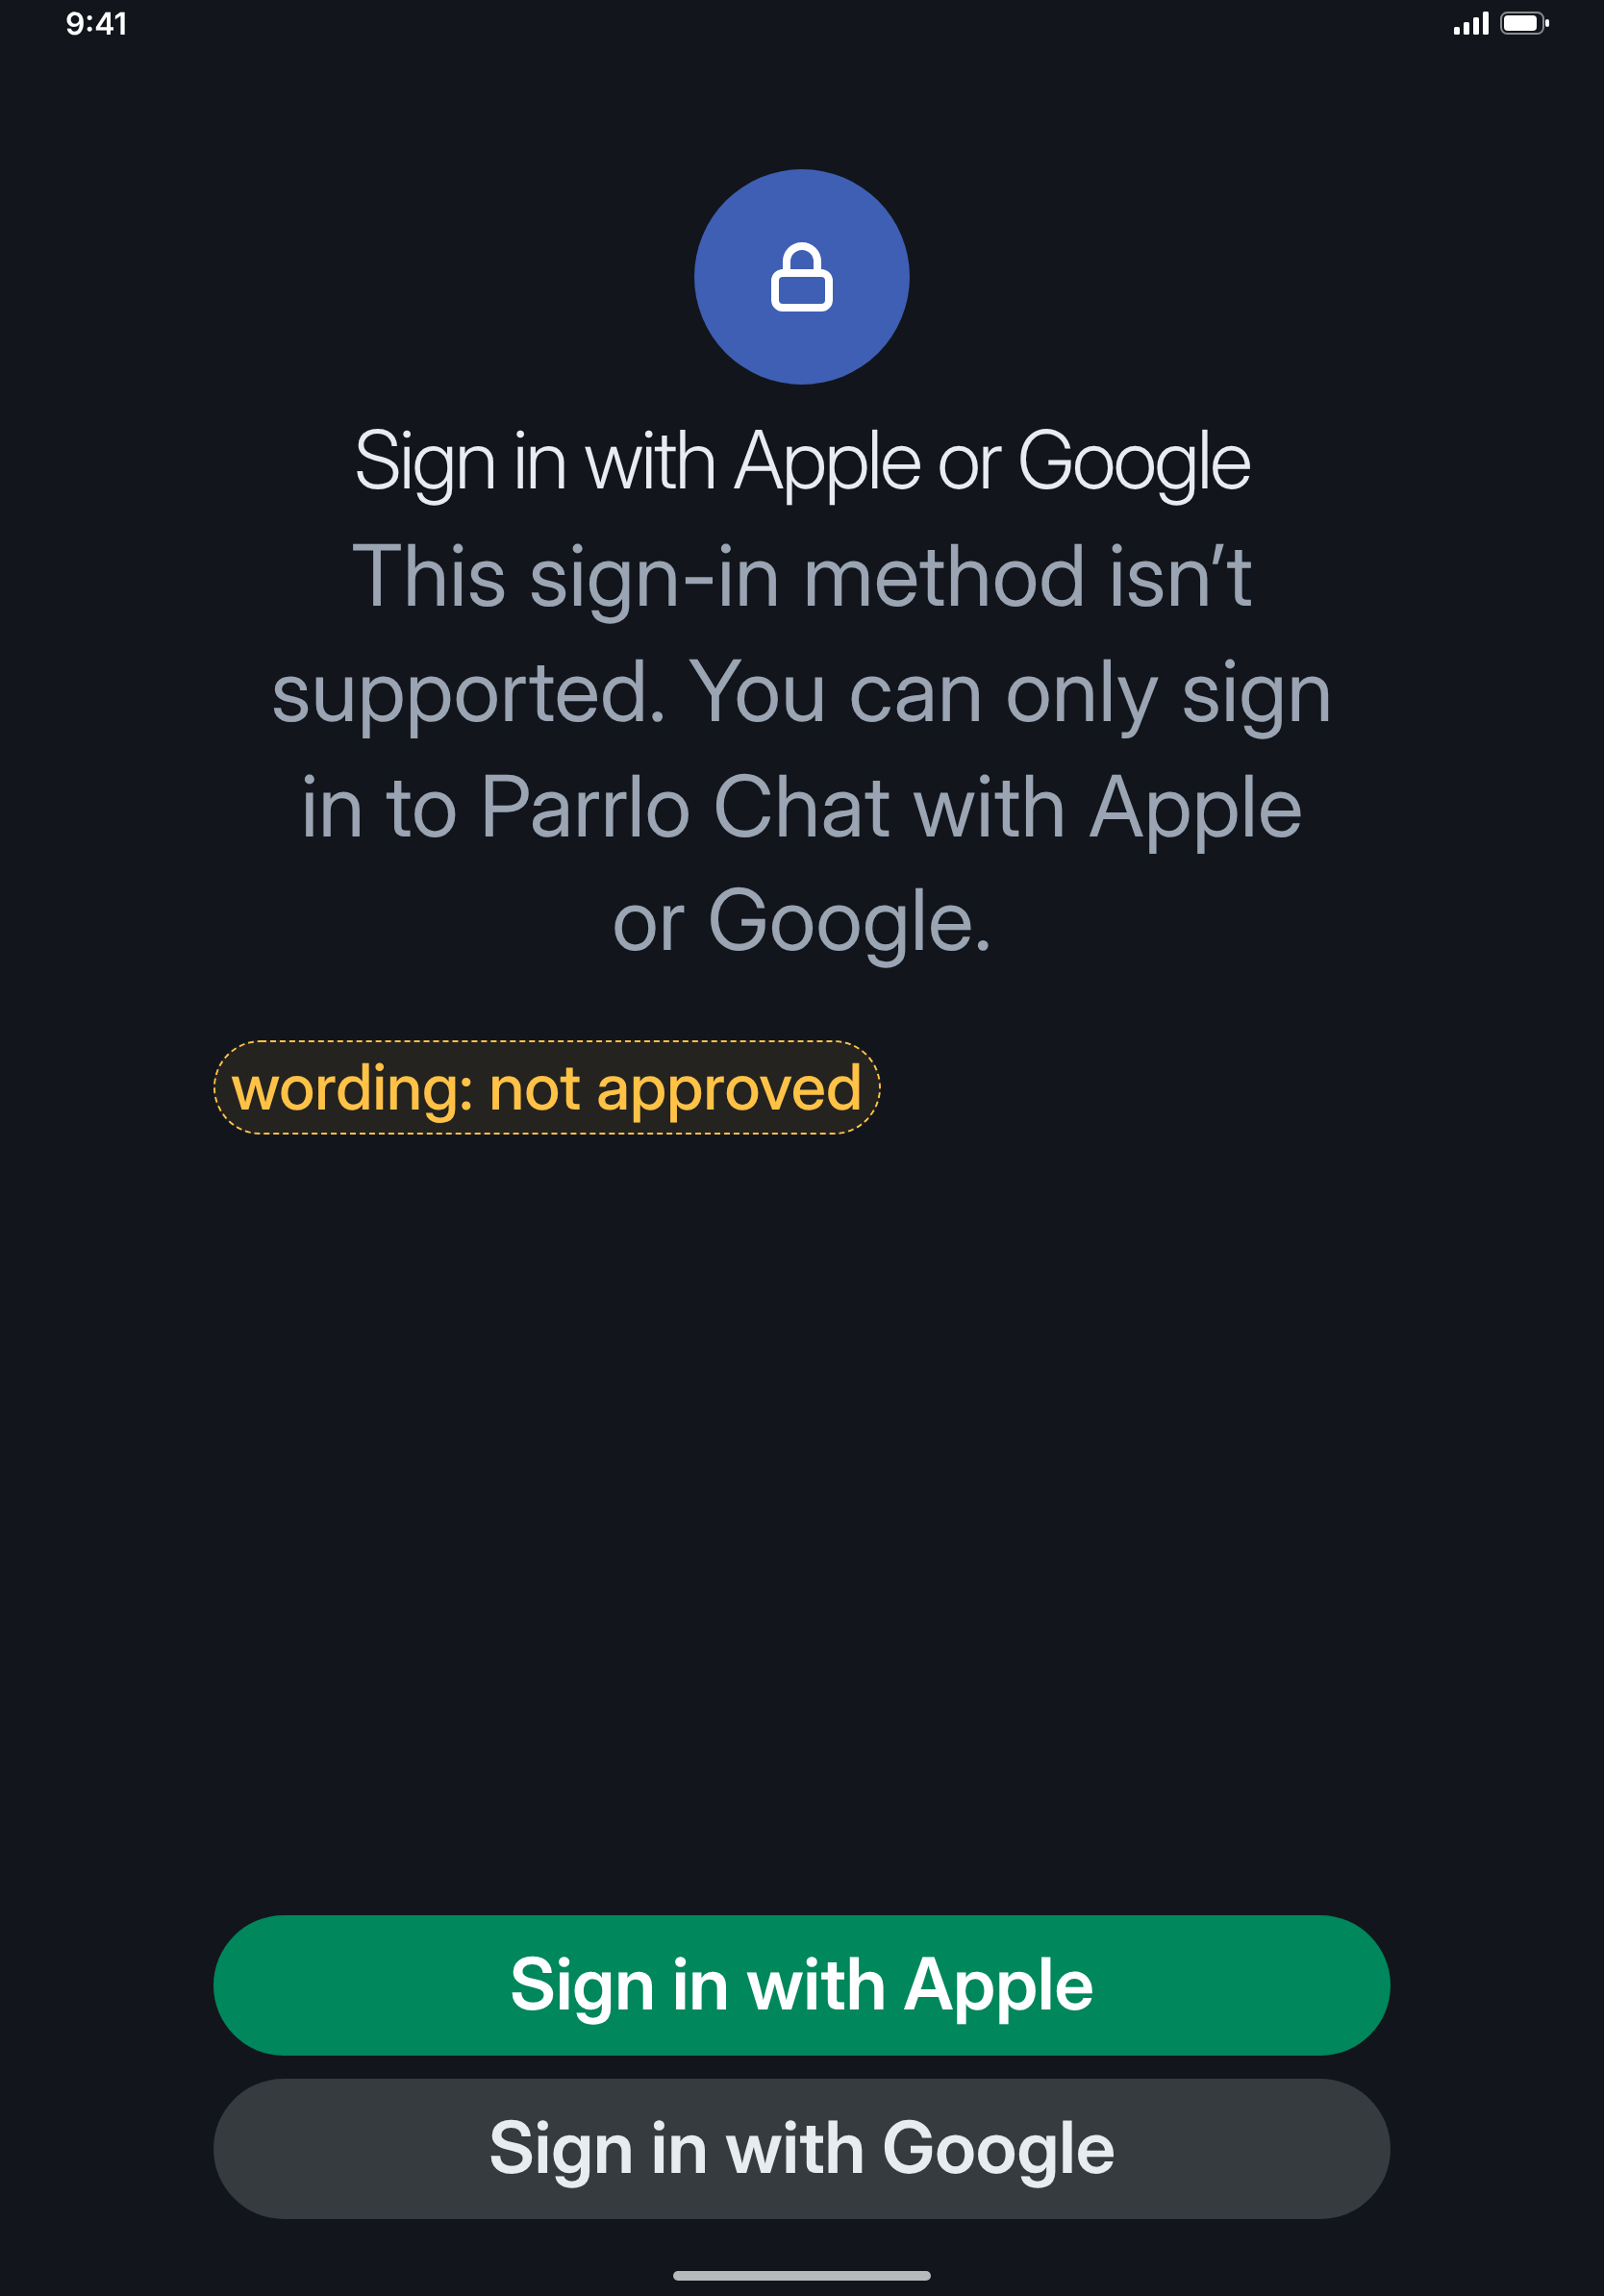 9:41
Sign in with Apple or Google
This sign-in method isn’t
supported. You can only sign
in to Parrlo Chat with Apple
or Google.
wording: not approved
Sign in with Apple
Sign in with Google